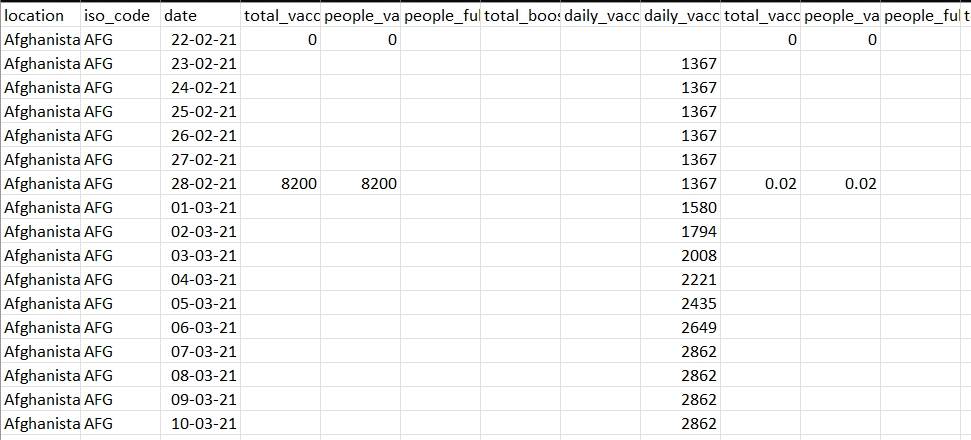 location iso_code date total_vacc people_va people_ful total_boos daily_vacc daily_vacc total_vacc people_va people_ful t
Afghanista AFG 22-02-21 0 0 0 0
Afghanista AFG 23-02-21 1367
Afghanista AFG 24-02-21 1367
Afghanista AFG 25-02-21 1367
Afghanista AFG 26-02-21 1367
Afghanista AFG 27-02-21 1367
Afghanista AFG 28-02-21 8200 8200 1367 0.02 0.02
Afghanista AFG 01-03-21 1580
Afghanista AFG 02-03-21 1794
Afghanista AFG 03-03-21 2008
Afghanista AFG 04-03-21 2221
Afghanista AFG 05-03-21 2435
Afghanista AFG 06-03-21 2649
Afghanista AFG 07-03-21 2862
Afghanista AFG 08-03-21 2862
Afghanista AFG 09-03-21 2862
Afghanista AFG 10-03-21 2862